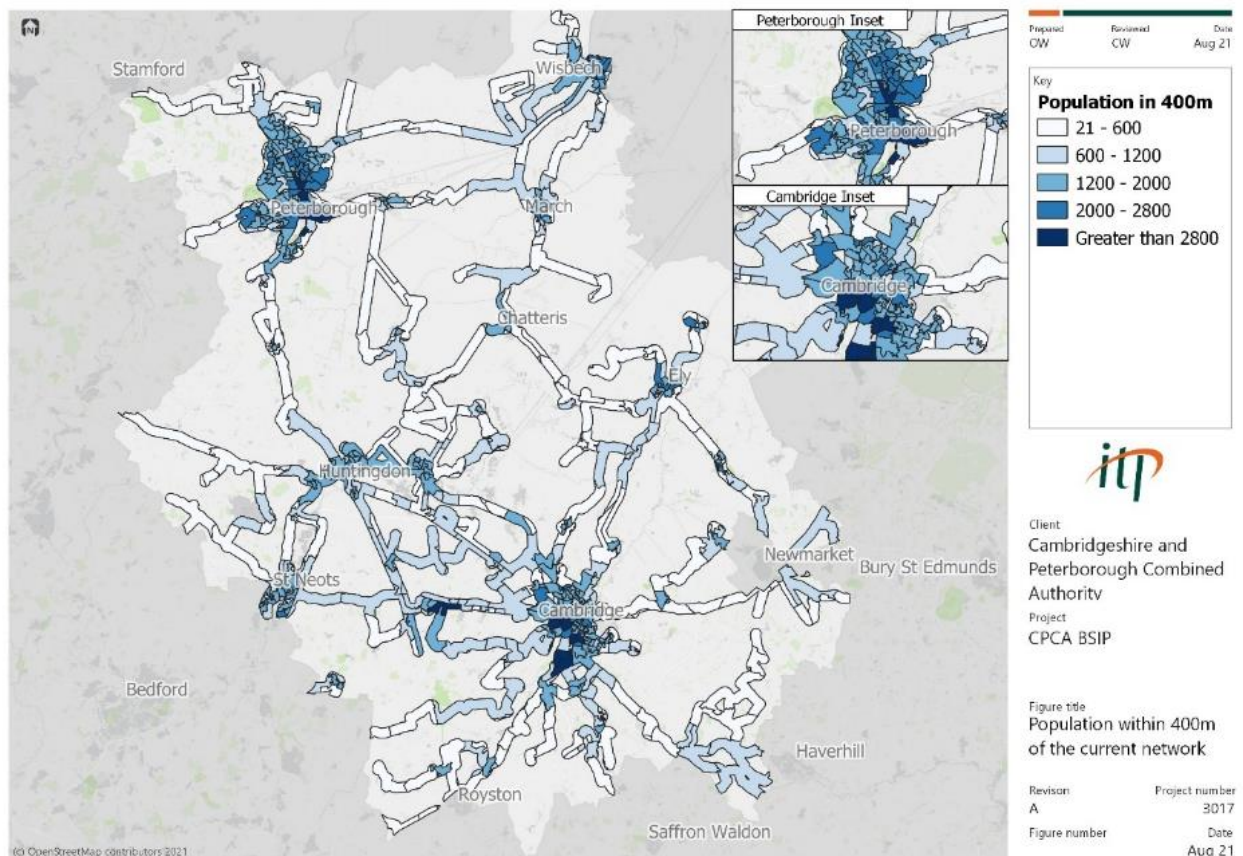 N
Stamford
Wisbech
Peterborough
March
Chatteris
Ely
Huntingdon
St Neots
Newmarket
Bury St Edmunds
Cambridge
Bedford
Haverhill
Royston
Saffron Waldon
(c) OpenStreetMap contributors 2021
Peterborough Inset
Peterborough
Cambridge Inset
Cambridge
Prepared Reviewed Date
OW CW Aug 21
Key
Population in 400m
21 - 600
600 - 1200
1200 - 2000
2000 - 2800
Greater than 2800
itp
Client
Cambridgeshire and
Peterborough Combined
Authority
Project
CPCA BSIP
Figure title
Population within 400m
of the current network
Revison Project number
A 3017
Figure number Date
Aug 21